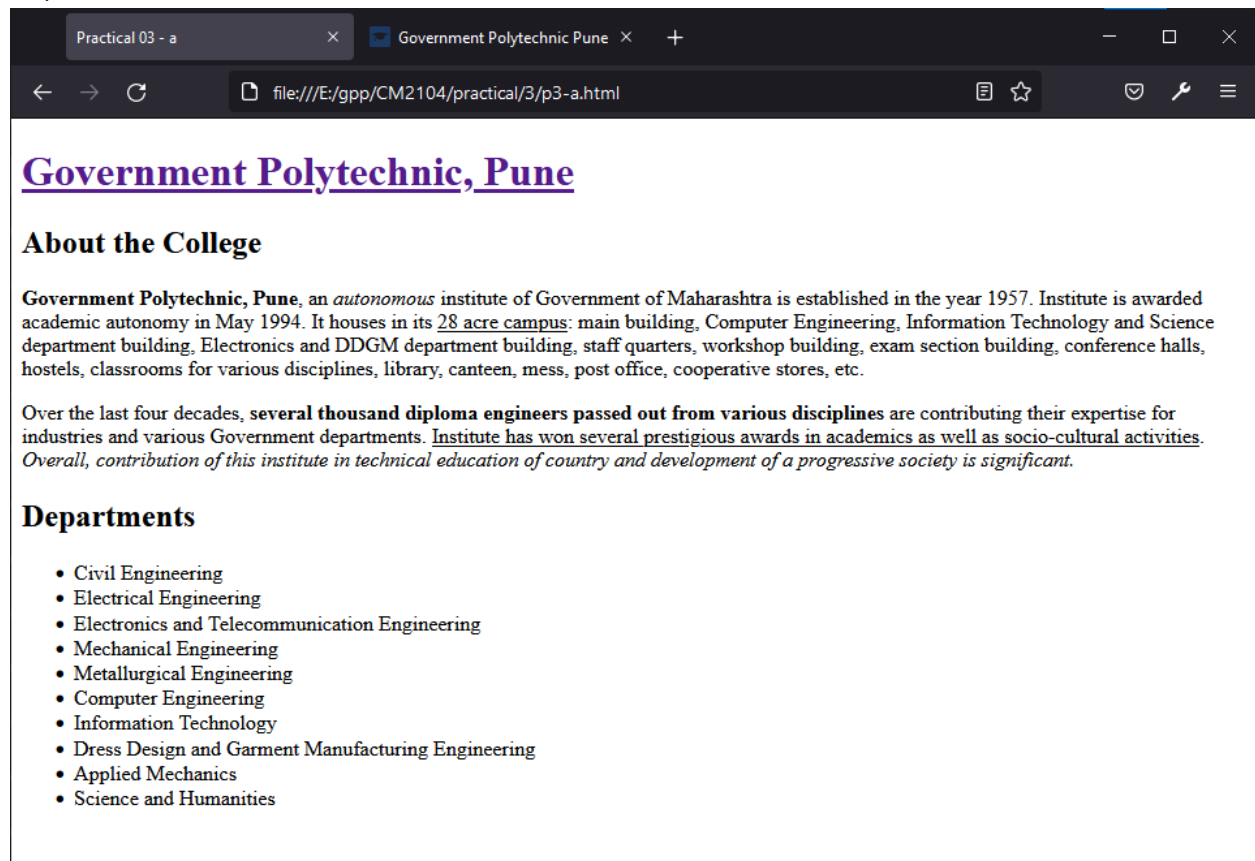 Practical 03 - a
Government Polytechnic Pune
file:///E:/gpp/CM2104/practical/3/p3-a.html
Government Polytechnic, Pune
About the College
Government Polytechnic, Pune, an autonomous institute of Government of Maharashtra is established in the year 1957. Institute is awarded
academic autonomy in May 1994. It houses in its 28 acre campus: main building, Computer Engineering, Information Technology and Science
department building, Electronics and DDGM department building, staff quarters, workshop building, exam section building, conference halls,
hostels, classrooms for various disciplines, library, canteen, mess, post office, cooperative stores, etc.
Over the last four decades, several thousand diploma engineers passed out from various disciplines are contributing their expertise for
industries and various Government departments. Institute has won several prestigious awards in academics as well as socio-cultural activities.
Overall, contribution of this institute in technical education of country and development of a progressive society is significant.
Departments
• Civil Engineering
• Electrical Engineering
• Electronics and Telecommunication Engineering
• Mechanical Engineering
• Metallurgical Engineering
• Computer Engineering
• Information Technology
• Dress Design and Garment Manufacturing Engineering
• Applied Mechanics
• Science and Humanities